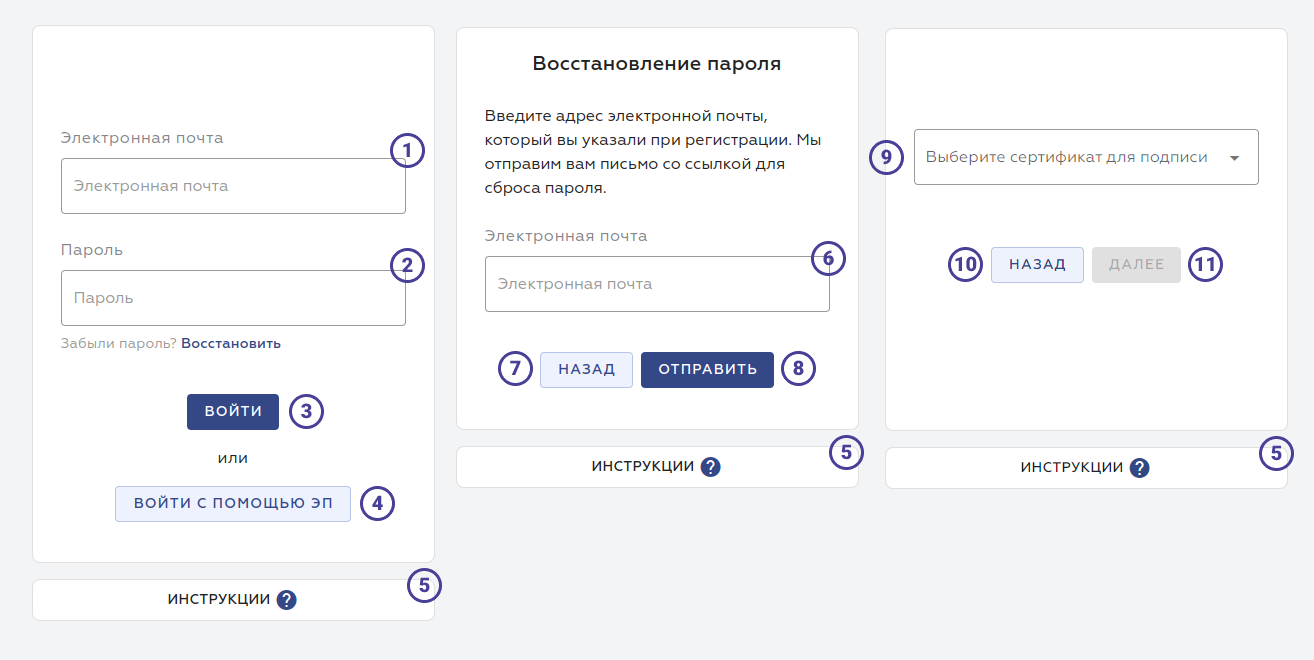 Электронная почта
1
Электронная почта
Пароль
2
Пароль
Забыли пароль? Восстановить
ВОЙТИ
3
или
ВОЙТИ С ПОМОЩЬЮ ЭП
4
5
ИНСТРУКЦИИ ?
Восстановление пароля
Введите адрес электронной почты,
который вы указали при регистрации. Мы
отправим вам письмо со ссылкой для
сброса пароля.
Электронная почта
6
Электронная почта
7
НАЗАД
ОТПРАВИТЬ
8
5
ИНСТРУКЦИИ ?
9
Выберите сертификат для подписи
10
НАЗАД
ДАЛЕЕ
11
5
ИНСТРУКЦИИ ?